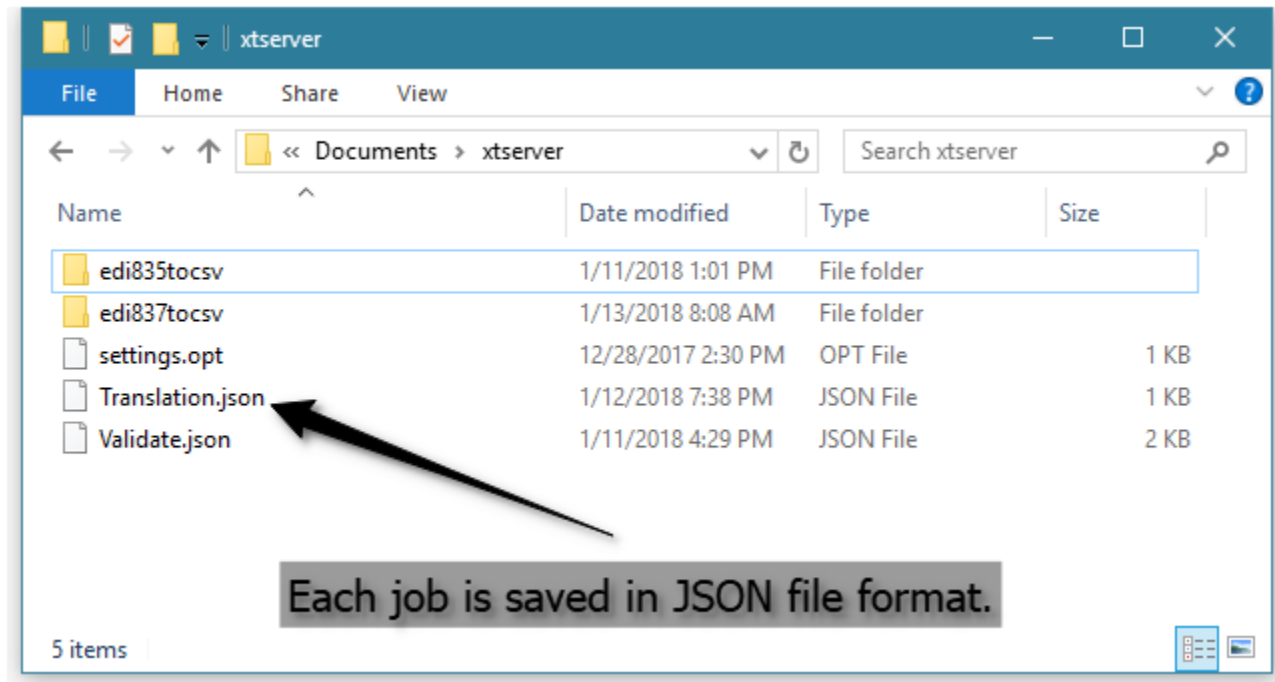 xtserver
File Home Share View ?
« Documents > xtserver Search xtserver
Name Date modified Type Size
edi835tocsv 1/11/2018 1:01 PM File folder
edi837tocsv 1/13/2018 8:08 AM File folder
settings.opt 12/28/2017 2:30 PM OPT File 1 KB
Translation.json 1/12/2018 7:38 PM JSON File 1 KB
Validate.json 1/11/2018 4:29 PM JSON File 2 KB
Each job is saved in JSON file format.
5 items